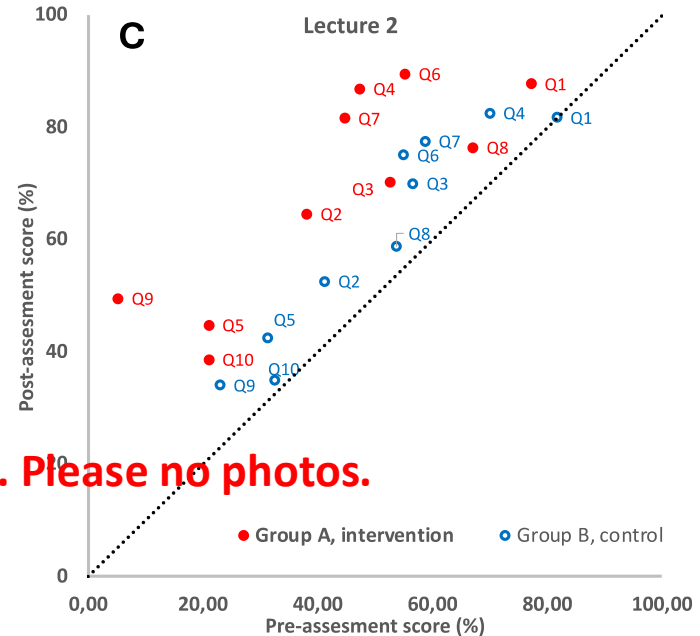 C
Lecture 2
100
80
60
40
20
0
Post-assesment score (%)
Q6
Q4
Q1
Q7
Q4
Q1
Q7
Q8
Q6
Q3
Q3
Q2
Q8
Q2
Q9
Q5
Q5
Q10
Q10
Q9
. Please no photos.
Group A, intervention
Group B, control
0,00
20,00
40,00
60,00
80,00
100,00
Pre-assesment score (%)